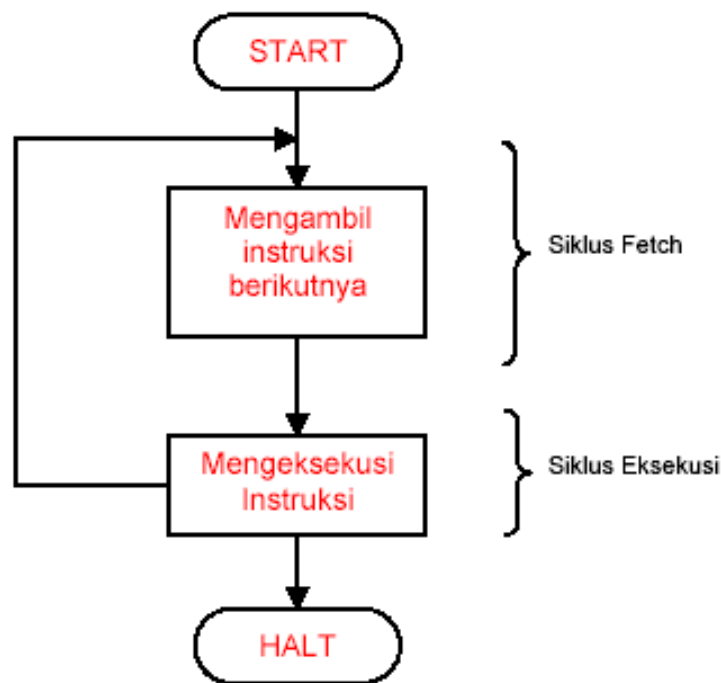 START
Mengambil
instruksi
berikutnya
Siklus Fetch
Mengeksekusi
Instruksi
Siklus Eksekusi
HALT